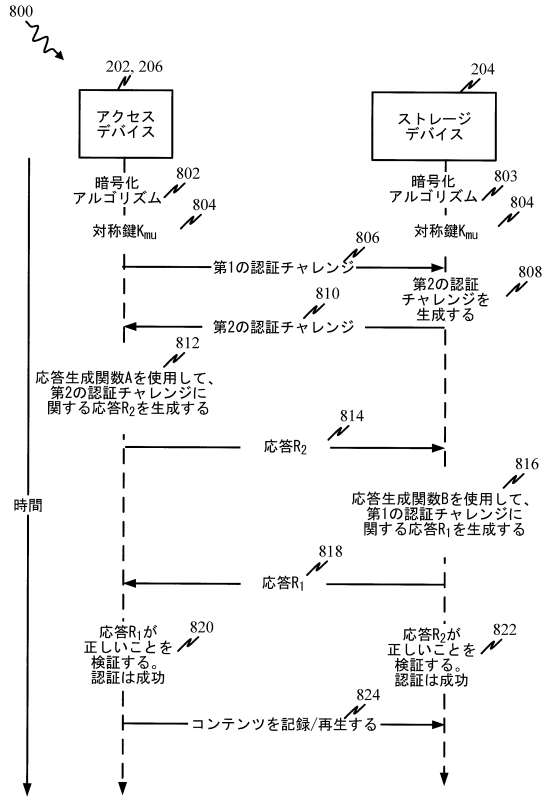 800
202, 206
204
アクセス
デバイス
ストレージ
デバイス
暗号化
アルゴリズム
802
暗号化
アルゴリズム
803
対称鍵Kmu
804
対称鍵Kmu
804
806
第1の認証チャレンジ
第2の認証
チャレンジを
生成する
808
810
第2の認証チャレンジ
812
応答生成関数Aを使用して、
第2の認証チャレンジに
関する応答R2を生成する
814
応答R2
時間
816
応答生成関数Bを使用して、
第1の認証チャレンジに
関する応答R1を生成する
818
応答R1
応答R1が
正しいことを
検証する。
認証は成功
820
応答R2が
正しいことを
検証する。
認証は成功
822
824
コンテンツを記録/再生する